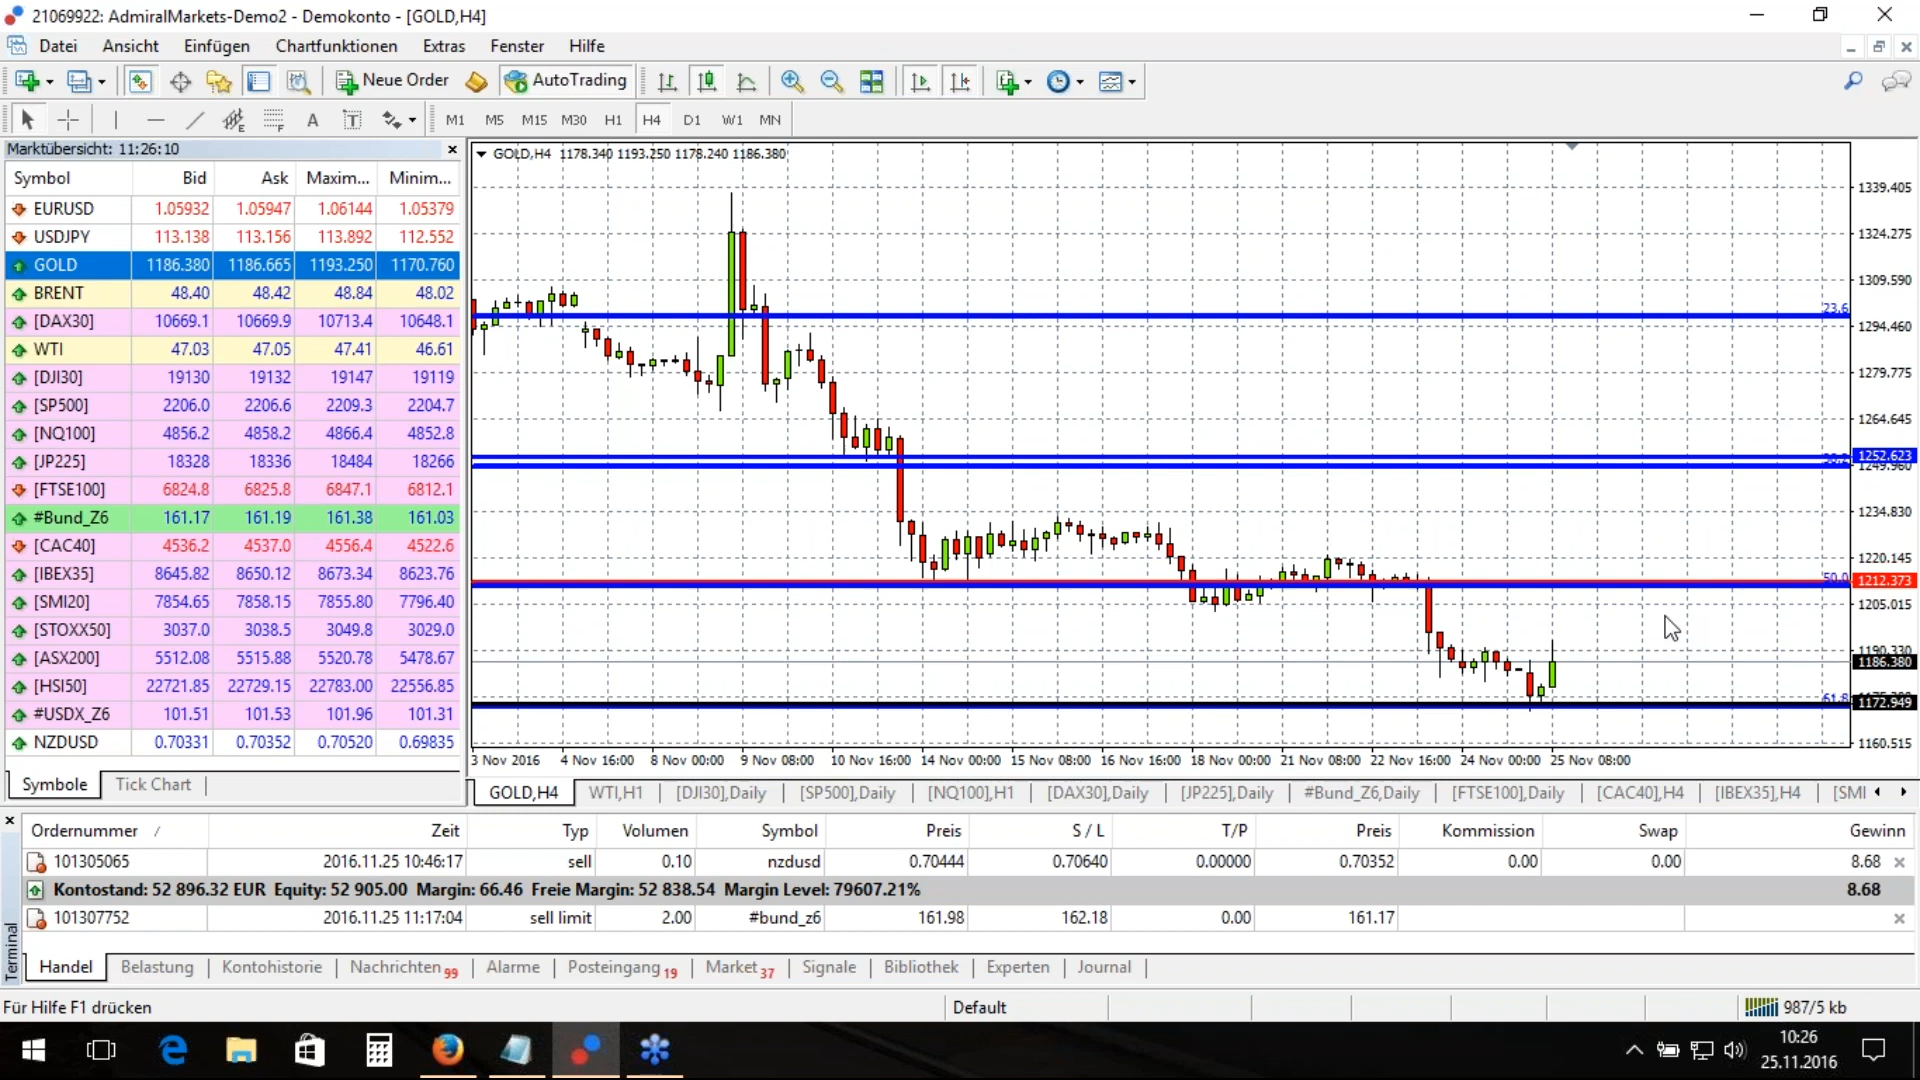 21069922: AdmiralMarkets-Demo2 - Demokonto - [GOLD,H4]
Datei Ansicht Einfügen Chartfunktionen Extras Fenster Hilfe
Neue Order AutoTrading
A T M1 M5 M15 M30 H1 H4 D1 W1 MN
Marktübersicht: 11:26:10
Symbol Bid Ask Maxim... Minim...
EURUSD 1.05932 1.05947 1.06144 1.05379
USDJPY 113.138 113.156 113.892 112.552
GOLD 1186.380 1186.665 1193.250 1170.760
BRENT 48.40 48.42 48.84 48.02
[DAX30] 10669.1 10669.9 10713.4 10648.1
WTI 47.03 47.05 47.41 46.61
[DJI30] 19130 19132 19147 19119
[SP500] 2206.0 2206.6 2209.3 2204.7
[NQ100] 4856.2 4858.2 4866.4 4852.8
[JP225] 18328 18336 18484 18266
[FTSE100] 6824.8 6825.8 6847.1 6812.1
#Bund_Z6 161.17 161.19 161.38 161.03
[CAC40] 4536.2 4537.0 4556.4 4522.6
[IBEX35] 8645.82 8650.12 8673.34 8623.76
[SMI20] 7854.65 7858.15 7855.80 7796.40
[STOXX50] 3037.0 3038.5 3049.8 3029.0
[ASX200] 5512.08 5515.88 5520.78 5478.67
[HSI50] 22721.85 22729.15 22783.00 22556.85
#USDX_Z6 101.51 101.53 101.96 101.31
NZDUSD 0.70331 0.70352 0.70520 0.69835
Symbole Tick Chart
GOLD,H4 1178.340 1193.250 1178.240 1186.380
1339.405
1324.275
1309.590
23.6
1294.460
1279.775
1264.645
1252.623
1249.960
1234.830
1220.145
50.0 1212.373
1205.015
1190.330
1186.380
61.8 1172.949
1160.515
3 Nov 2016 4 Nov 16:00 8 Nov 00:00 9 Nov 08:00 10 Nov 16:00 14 Nov 00:00 15 Nov 08:00 16 Nov 16:00 18 Nov 00:00 21 Nov 08:00 22 Nov 16:00 24 Nov 00:00 25 Nov 08:00
GOLD,H4 WTI,H1 [DJI30],Daily [SP500],Daily [NQ100],H1 [DAX30],Daily [JP225],Daily #Bund_Z6,Daily [FTSE100],Daily [CAC40],H4 [IBEX35],H4 [SMI
Ordernummer / Zeit Typ Volumen Symbol Preis S / L T/P Preis Kommission Swap Gewinn
101305065 2016.11.25 10:46:17 sell 0.10 nzdusd 0.70444 0.70640 0.00000 0.70352 0.00 0.00 8.68
Kontostand: 52 896.32 EUR Equity: 52 905.00 Margin: 66.46 Freie Margin: 52 838.54 Margin Level: 79607.21% 8.68
101307752 2016.11.25 11:17:04 sell limit 2.00 #bund_z6 161.98 162.18 0.00 161.17
Terminal
Handel Belastung Kontohistorie Nachrichten 99 Alarme Posteingang 19 Market 37 Signale Bibliothek Experten Journal
Für Hilfe F1 drücken Default 987/5 kb
10:26
25.11.2016